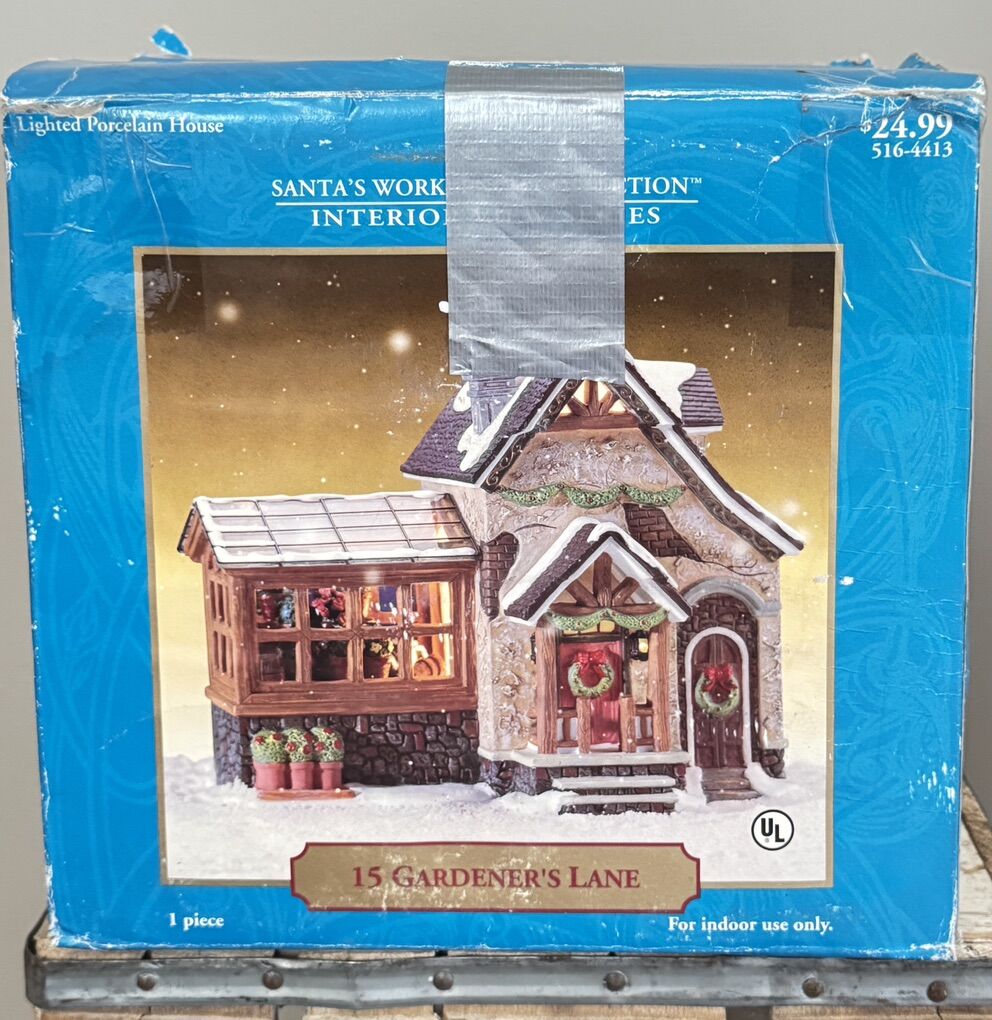 Lighted Porcelain House
$24.99
516-4413
SANTA'S WORK TION™
INTERIO ES
UL
15 GARDENER'S LANE
1 piece
For indoor use only.